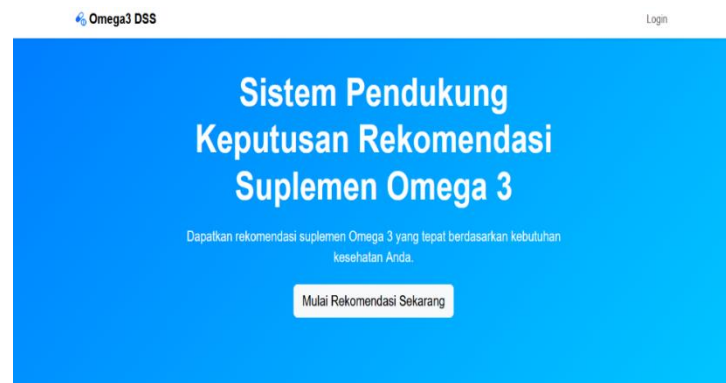 Omega3 DSS
Login
Sistem Pendukung
Keputusan Rekomendasi
Suplemen Omega 3
Dapatkan rekomendasi suplemen Omega 3 yang tepat berdasarkan kebutuhan
kesehatan Anda.
Mulai Rekomendasi Sekarang